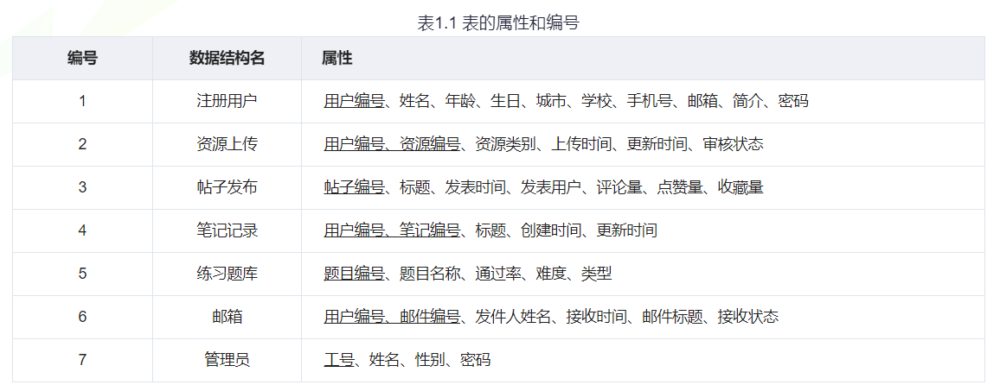 表1.1 表的属性和编号
编号 数据结构名 属性
1 注册用户 用户编号、姓名、年龄、生日、城市、学校、手机号、邮箱、简介、密码
2 资源上传 用户编号、资源编号、资源类别、上传时间、更新时间、审核状态
3 帖子发布 帖子编号、标题、发表时间、发表用户、评论量、点赞量、收藏量
4 笔记记录 用户编号、笔记编号、标题、创建时间、更新时间
5 练习题库 题目编号、题目名称、通过率、难度、类型
6 邮箱 用户编号、邮件编号、发件人姓名、接收时间、邮件标题、接收状态
7 管理员 工号、姓名、性别、密码